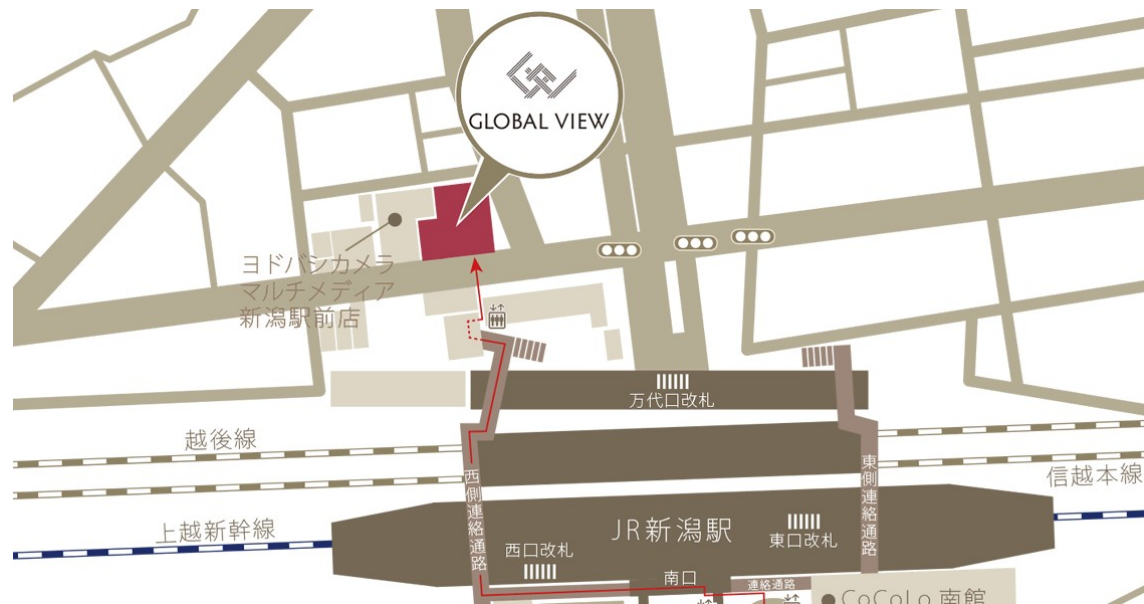 GLOBAL VIEW
ヨドバシカメラ
マルチメディア
新潟駅前店
万代口改札
越後線
信越本線
上越新幹線
西側連絡通路
東側連絡通路
JR新潟駅
西口改札
東口改札
南口
連絡通路
CoCoLo 南館